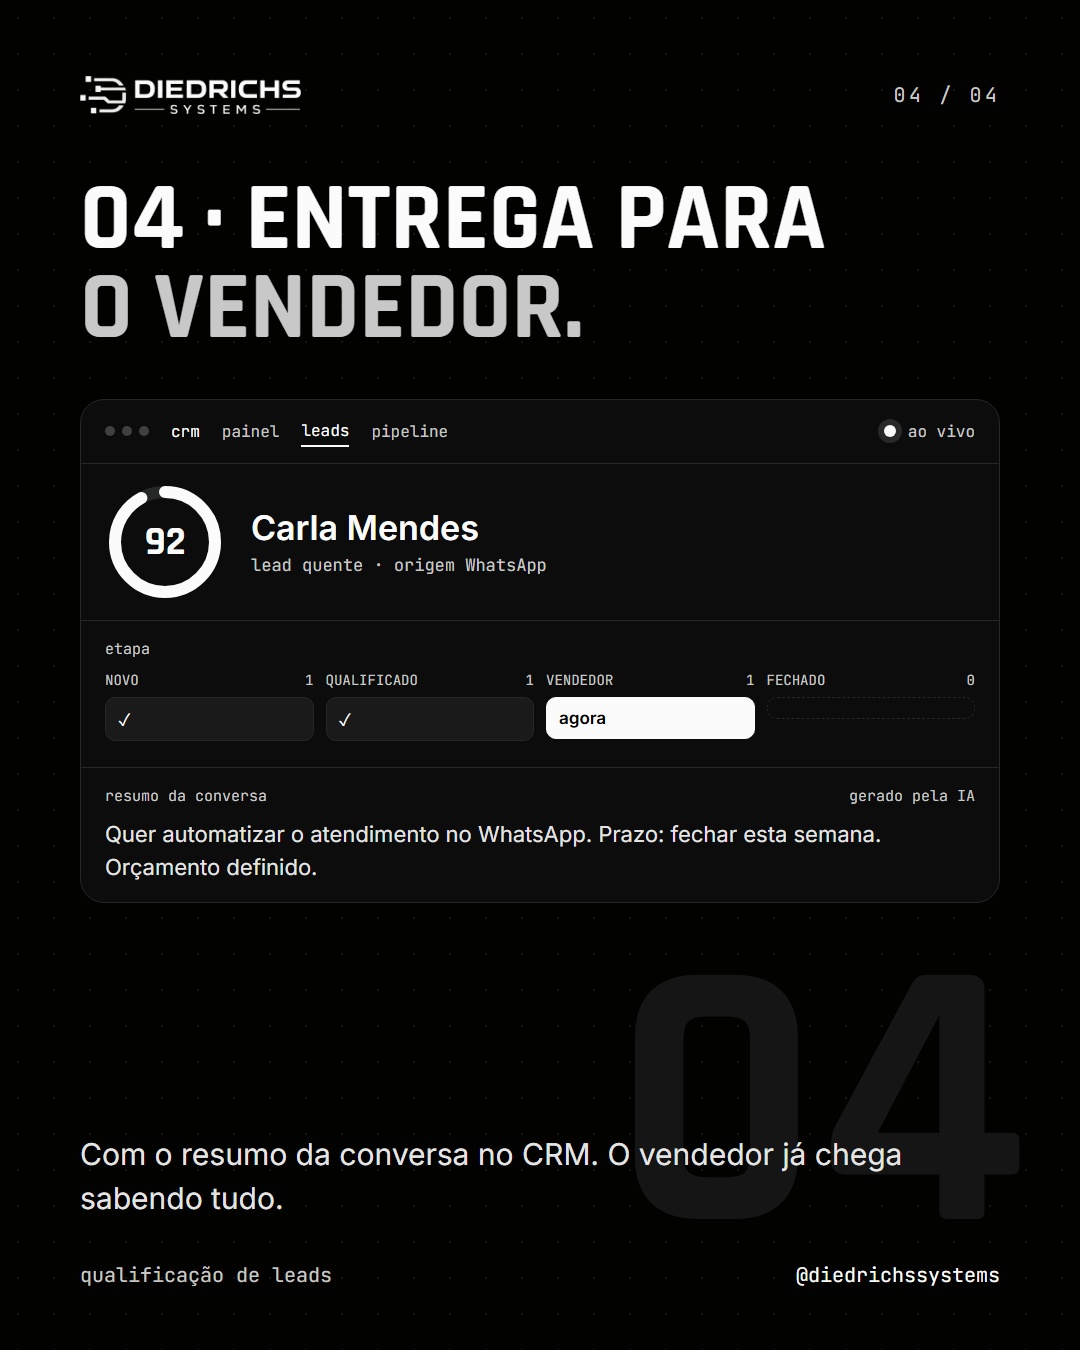 DIEDRICHS
SYSTEMS
04 / 04
04 · ENTREGA PARA
O VENDEDOR.
crm painel leads pipeline ao vivo
92
Carla Mendes
lead quente · origem WhatsApp
etapa
NOVO 1 QUALIFICADO 1 VENDEDOR 1 FECHADO 0
✓ ✓ agora
resumo da conversa gerado pela IA
Quer automatizar o atendimento no WhatsApp. Prazo: fechar esta semana.
Orçamento definido.
04
Com o resumo da conversa no CRM. O vendedor já chega
sabendo tudo.
qualificação de leads @diedrichssystems